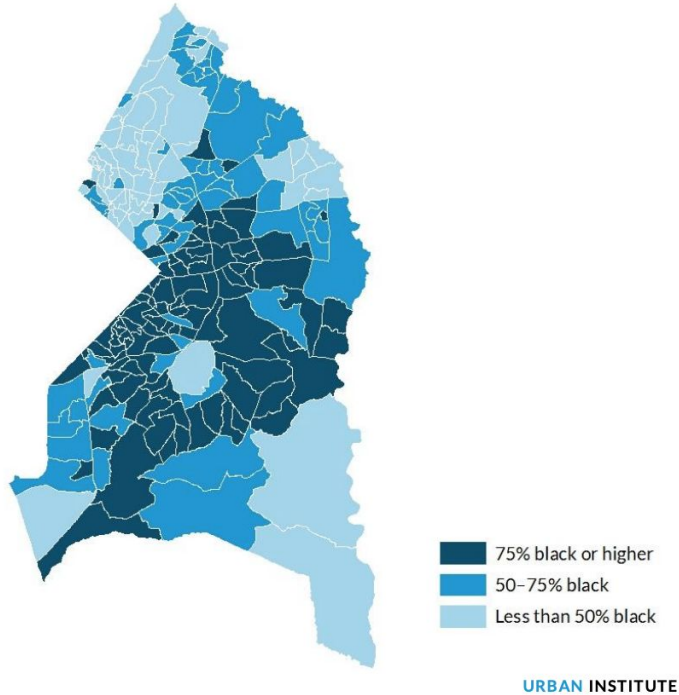 75% black or higher
50–75% black
Less than 50% black
URBAN INSTITUTE